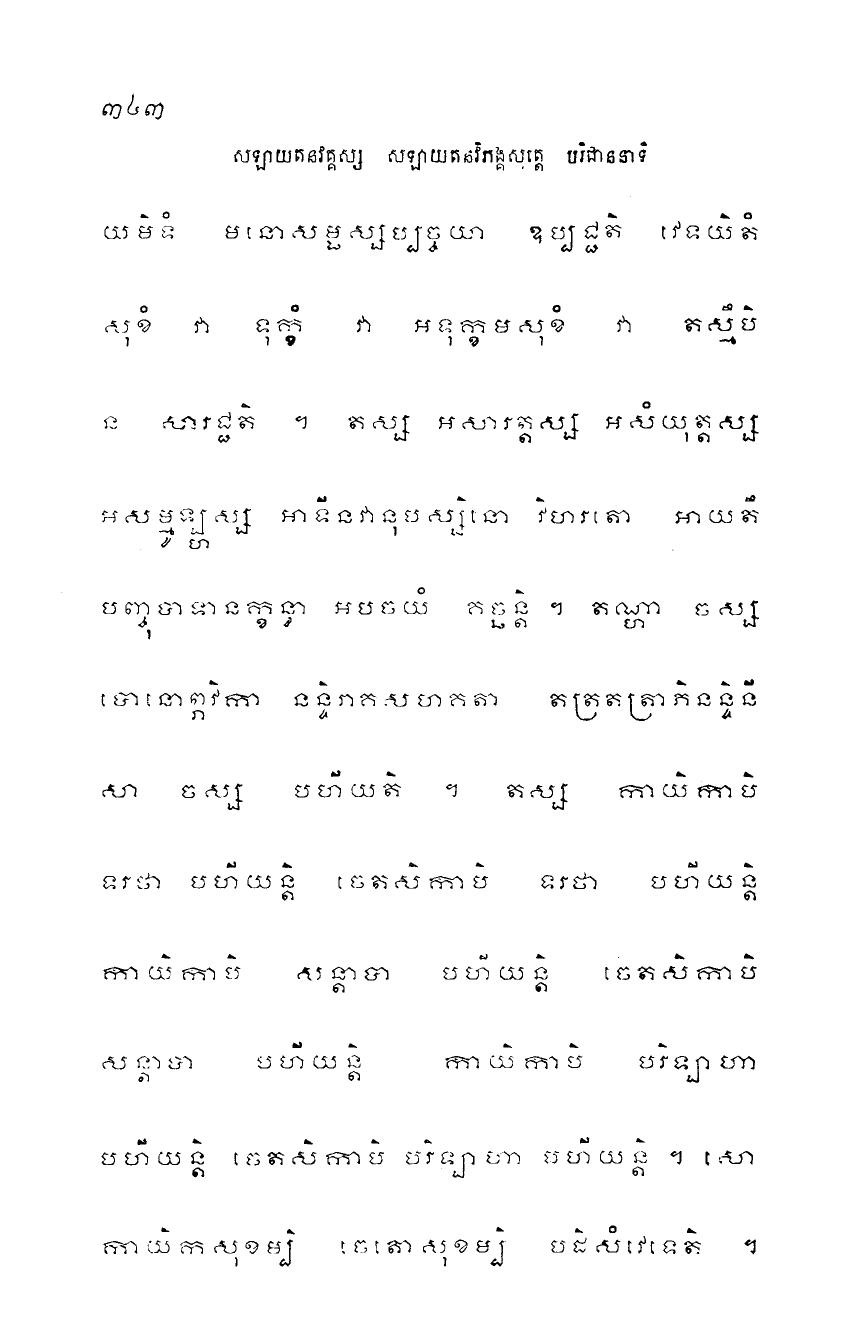 ៣៤៣
សឡាយតនវគ្គស្ស សឡាយតនវិភង្គសុត្តេ បរិដាននាទិ
យមិទំ មនោសម្ផស្សប្បច្ចយា ឧប្បជ្ជតិ វេទយិតំ
សុខំ វា ទុក្ខំ វា អទុក្ខមសុខំ វា តស្មឹបិ
ន សារជ្ជតិ ។ តស្ស អសារត្តស្ស អសំយុត្តស្ស
អសម្មូឡ្ហស្ស អាទីនវានុបស្សិនោ វិហរតោ អាយតឹ
បញ្ចុបាទានក្ខន្ធា អបចយំ គច្ឆន្តិ ។ តណ្ហា ចស្ស
បោនោព្ភវិកា នន្ទិរាគសហគតា តត្រតត្រាភិនន្ទិនី
សា ចស្ស បហីយតិ ។ តស្ស កាយិកាបិ
ទរថា បហីយន្តិ ចេតសិកាបិ ទរថា បហីយន្តិ
កាយិកាបិ សន្តាបា បហីយន្តិ ចេតសិកាបិ
សន្តាបា បហីយន្តិ កាយិកាបិ បរិឡាហា
បហីយន្តិ ចេតសិកាបិ បរិឡាហា បហីយន្តិ ។ សោ
កាយិកសុខម្បិ ចេតោសុខម្បិ បដិសំវេទេតិ ។